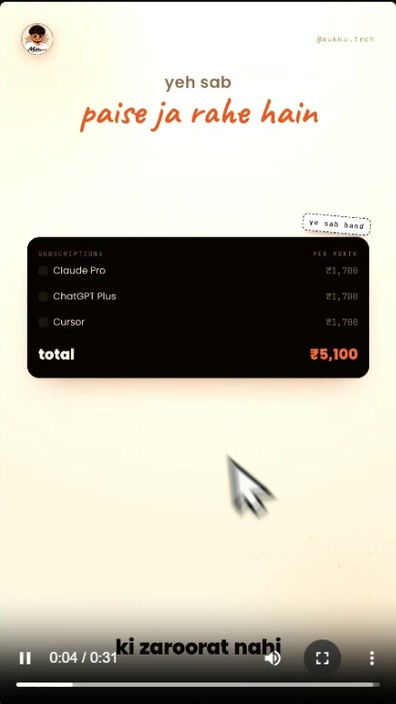 @mukku.tech
yeh sab
paise ja rahe hain
ye sab band
SUBSCRIPTIONS PER MONTH
Claude Pro ₹1,700
ChatGPT Plus ₹1,700
Cursor ₹1,700
total ₹5,100
ki zaroorat nahi
0:04 / 0:31